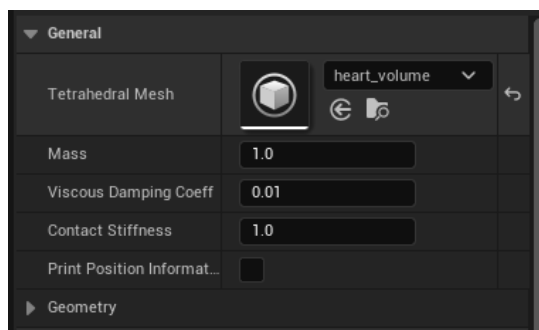 General
Tetrahedral Mesh
heart_volume
Mass
1.0
Viscous Damping Coeff
0.01
Contact Stiffness
1.0
Print Position Informat...
Geometry